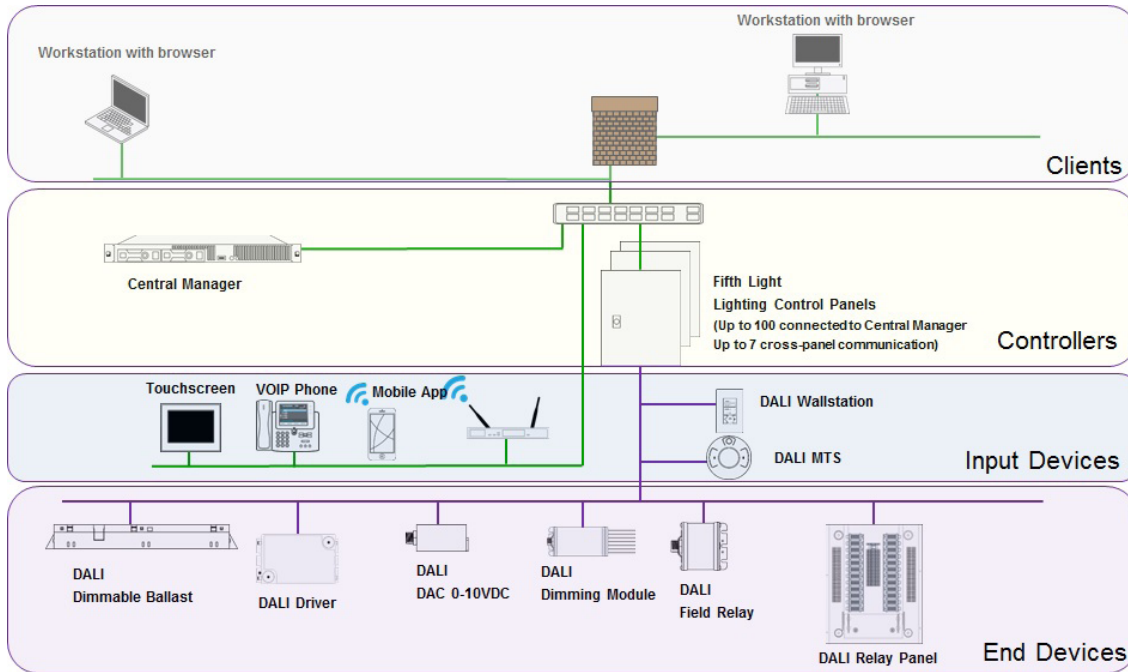 Workstation with browser
Workstation with browser
Clients
Central Manager
Fifth Light
Lighting Control Panels
(Up to 100 connected to Central Manager
Up to 7 cross-panel communication)
Controllers
Touchscreen
VOIP Phone
Mobile App
DALI Wallstation
DALI MTS
Input Devices
DALI
Dimmable Ballast
DALI Driver
DALI
DAC 0-10VDC
DALI
Dimming Module
DALI
Field Relay
DALI Relay Panel
End Devices